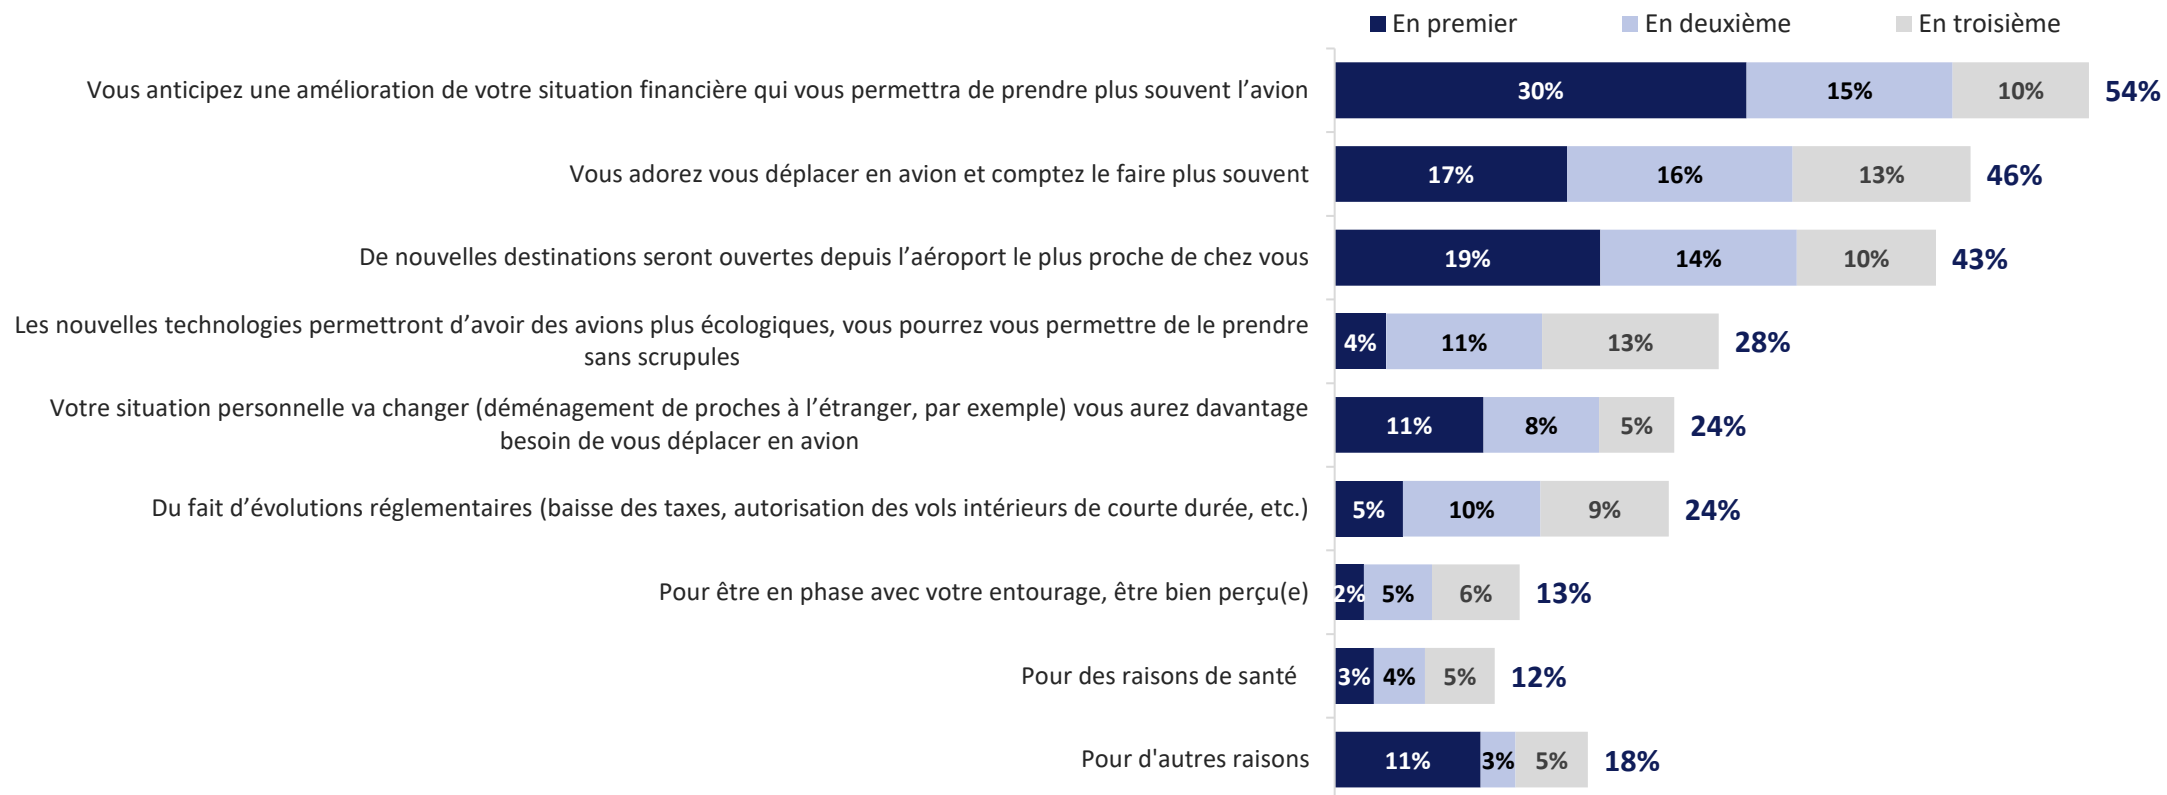 En premier En deuxième En troisième
Vous anticipez une amélioration de votre situation financière qui vous permettra de prendre plus souvent l’avion 30% 15% 10% 54%
Vous adorez vous déplacer en avion et comptez le faire plus souvent 17% 16% 13% 46%
De nouvelles destinations seront ouvertes depuis l’aéroport le plus proche de chez vous 19% 14% 10% 43%
Les nouvelles technologies permettront d’avoir des avions plus écologiques, vous pourrez vous permettre de le prendre
sans scrupules 4% 11% 13% 28%
Votre situation personnelle va changer (déménagement de proches à l’étranger, par exemple) vous aurez davantage
besoin de vous déplacer en avion 11% 8% 5% 24%
Du fait d’évolutions réglementaires (baisse des taxes, autorisation des vols intérieurs de courte durée, etc.) 5% 10% 9% 24%
Pour être en phase avec votre entourage, être bien perçu(e) 2% 5% 6% 13%
Pour des raisons de santé 3% 4% 5% 12%
Pour d'autres raisons 11% 3% 5% 18%